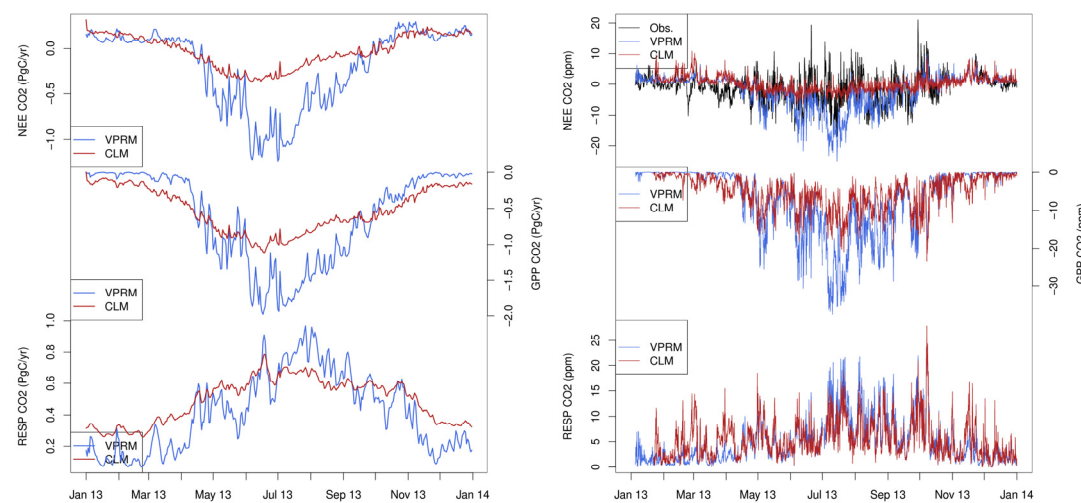 NEE CO2 (PgC/yr)
0.0
−0.5
−1.0
VPRM
CLM
GPP CO2 (PgC/yr)
0.0
−0.5
−1.0
−1.5
−2.0
VPRM
CLM
RESP CO2 (PgC/yr)
1.0
0.8
0.6
0.4
0.2
VPRM
CLM
Jan 13 Mar 13 May 13 Jul 13 Sep 13 Nov 13 Jan 14
NEE CO2 (ppm)
20
10
0
−10
−20
Obs.
VPRM
CLM
GPP CO2 (ppm)
0
−10
−20
−30
VPRM
CLM
RESP CO2 (ppm)
25
20
15
10
5
0
VPRM
CLM
Jan 13 Mar 13 May 13 Jul 13 Sep 13 Nov 13 Jan 14